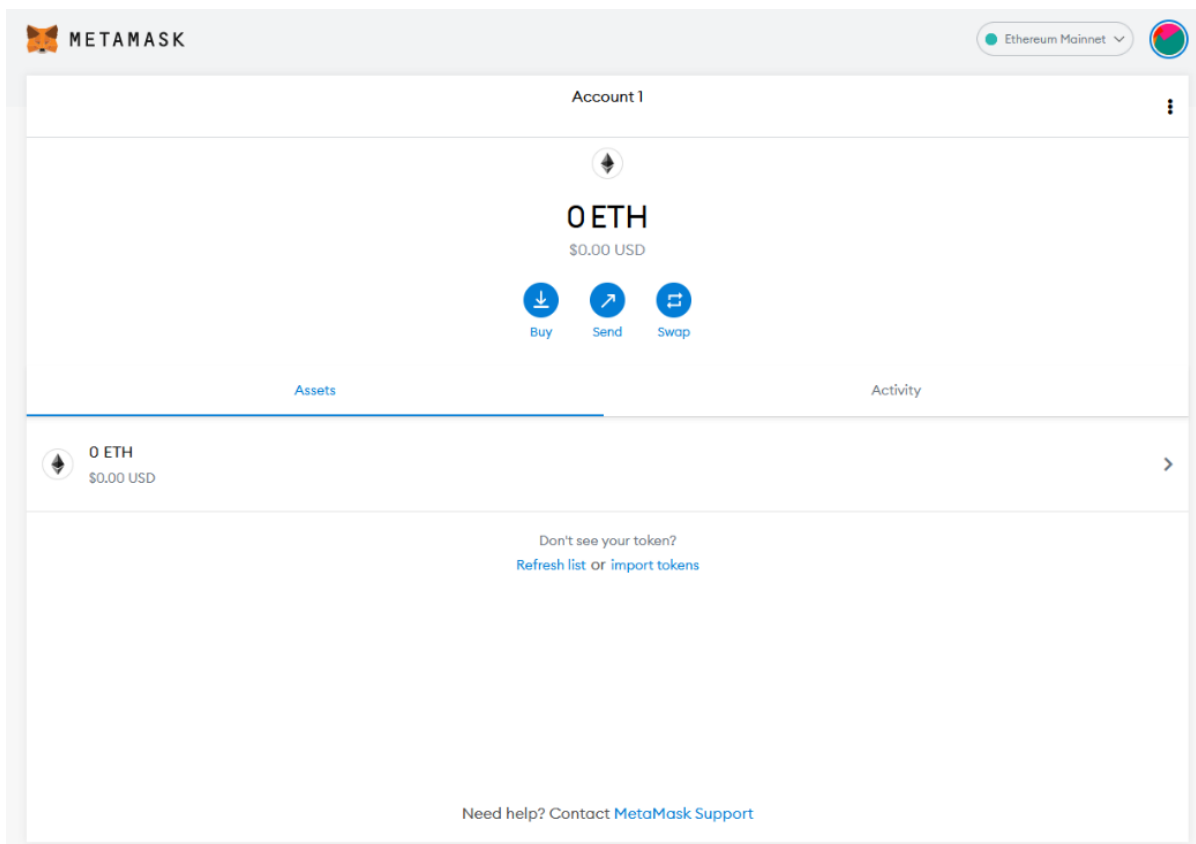 METAMASK
Ethereum Mainnet
Account 1
0 ETH
$0.00 USD
Buy Send Swap
Assets Activity
0 ETH
$0.00 USD
Don't see your token?
Refresh list or import tokens
Need help? Contact MetaMask Support